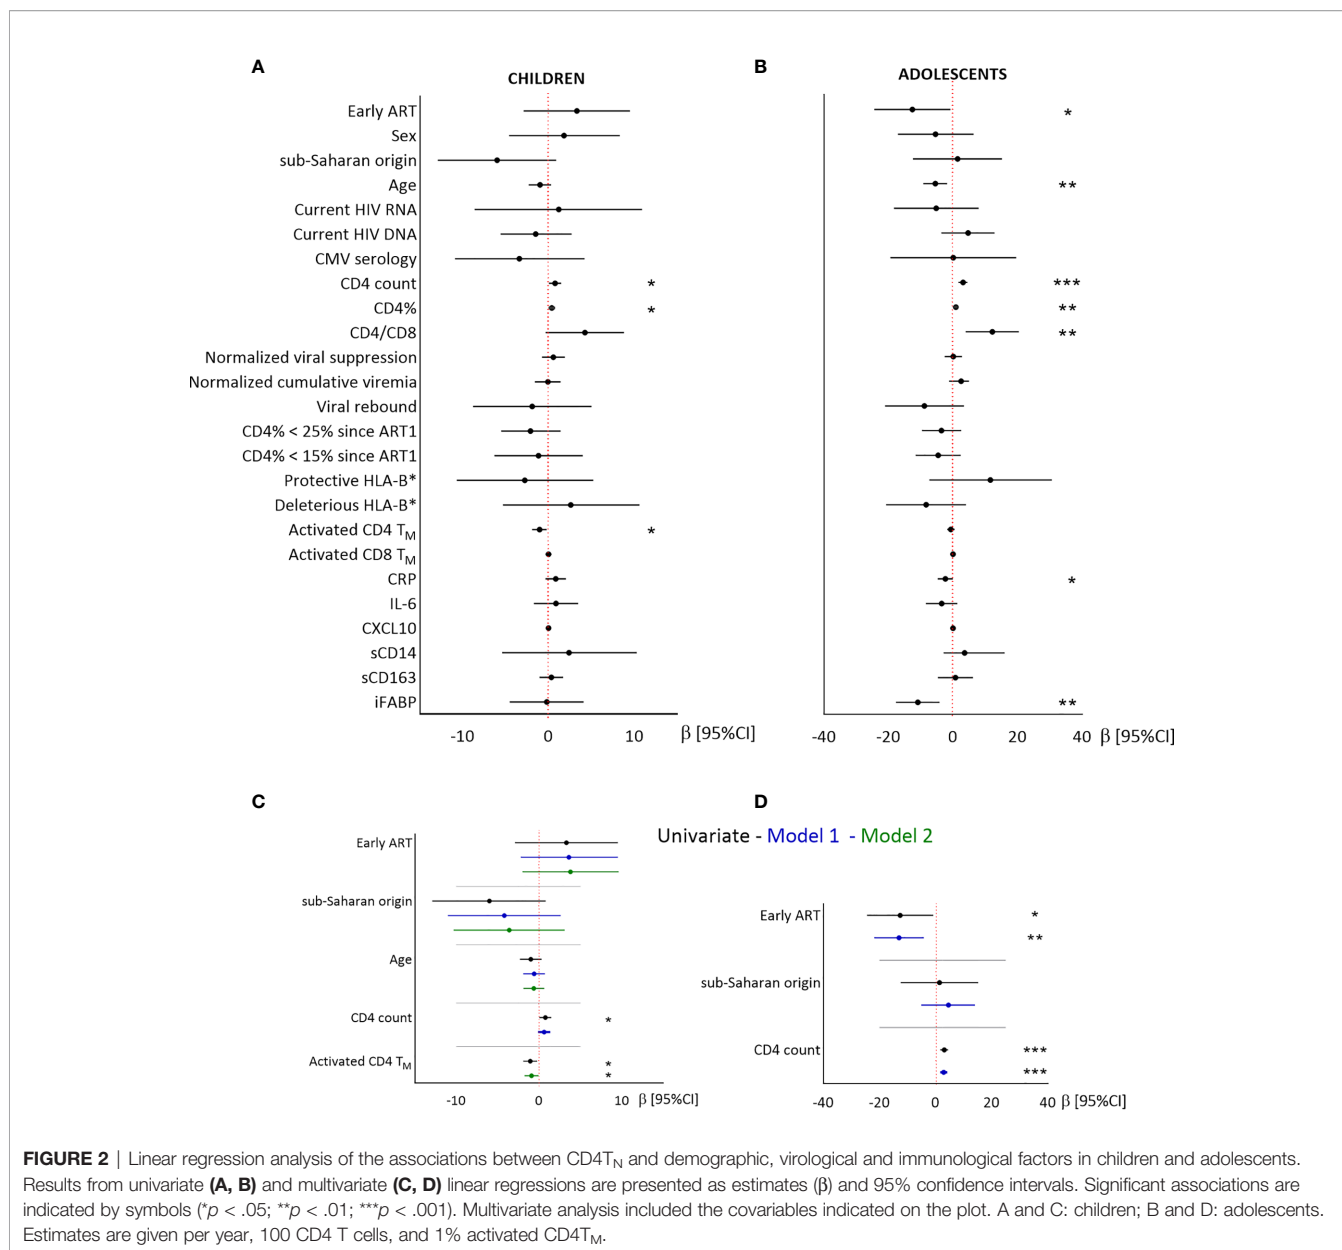 A
CHILDREN
Early ART
Sex
sub-Saharan origin
Age
Current HIV RNA
Current HIV DNA
CMV serology
CD4 count *
CD4% *
CD4/CD8
Normalized viral suppression
Normalized cumulative viremia
Viral rebound
CD4% < 25% since ART1
CD4% < 15% since ART1
Protective HLA-B*
Deleterious HLA-B*
Activated CD4 TM *
Activated CD8 TM
CRP
IL-6
CXCL10
sCD14
sCD163
iFABP
-10 0 10 β [95%CI]
B
ADOLESCENTS
*
**
***
**
**
*
**
-40 -20 0 20 40 β [95%CI]
C
Early ART
sub-Saharan origin
Age
CD4 count *
Activated CD4 TM *
*
-10 0 10 β [95%CI]
D
Univariate - Model 1 - Model 2
Early ART *
**
sub-Saharan origin
CD4 count ***
***
-40 -20 0 20 40 β [95%CI]
FIGURE 2 | Linear regression analysis of the associations between CD4TN and demographic, virological and immunological factors in children and adolescents.
Results from univariate (A, B) and multivariate (C, D) linear regressions are presented as estimates (β) and 95% confidence intervals. Significant associations are
indicated by symbols (*p < .05; **p < .01; ***p < .001). Multivariate analysis included the covariables indicated on the plot. A and C: children; B and D: adolescents.
Estimates are given per year, 100 CD4 T cells, and 1% activated CD4TM.